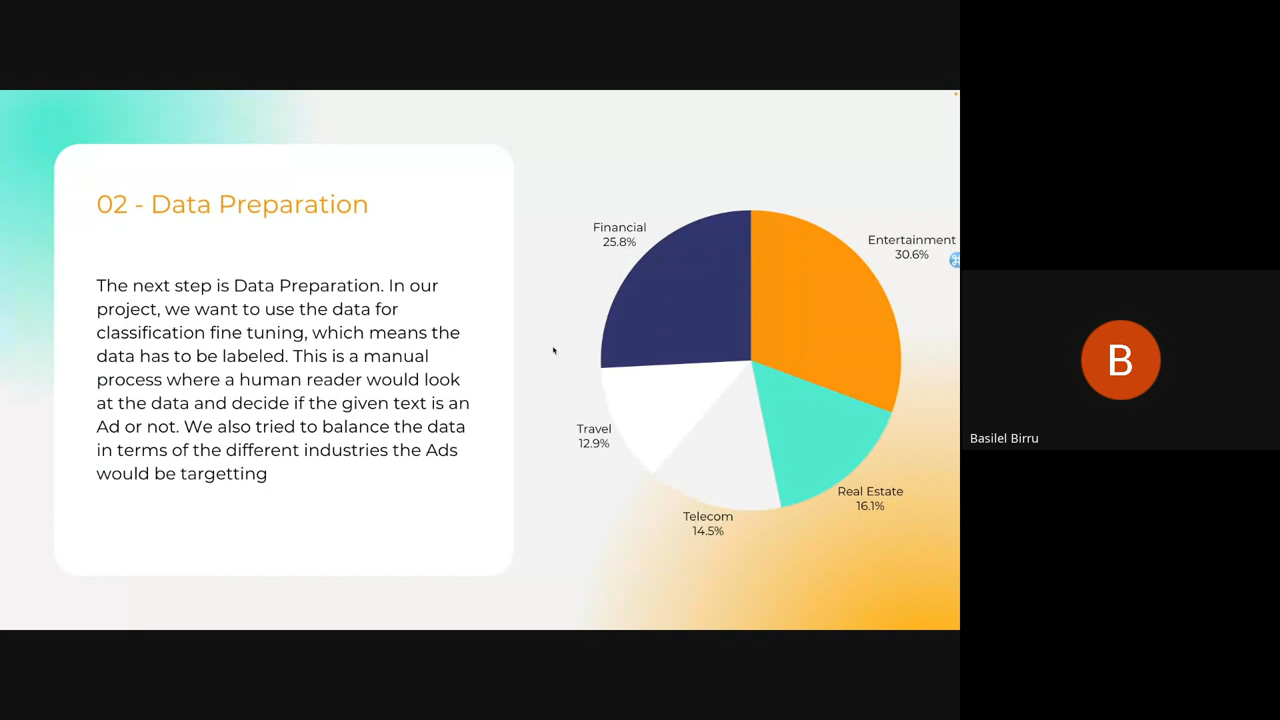 02 - Data Preparation
The next step is Data Preparation. In our
project, we want to use the data for
classification fine tuning, which means the
data has to be labeled. This is a manual
process where a human reader would look
at the data and decide if the given text is an
Ad or not. We also tried to balance the data
in terms of the different industries the Ads
would be targetting
Financial
25.8%
Entertainment
30.6%
Travel
12.9%
Real Estate
16.1%
Telecom
14.5%
B
Basilel Birru